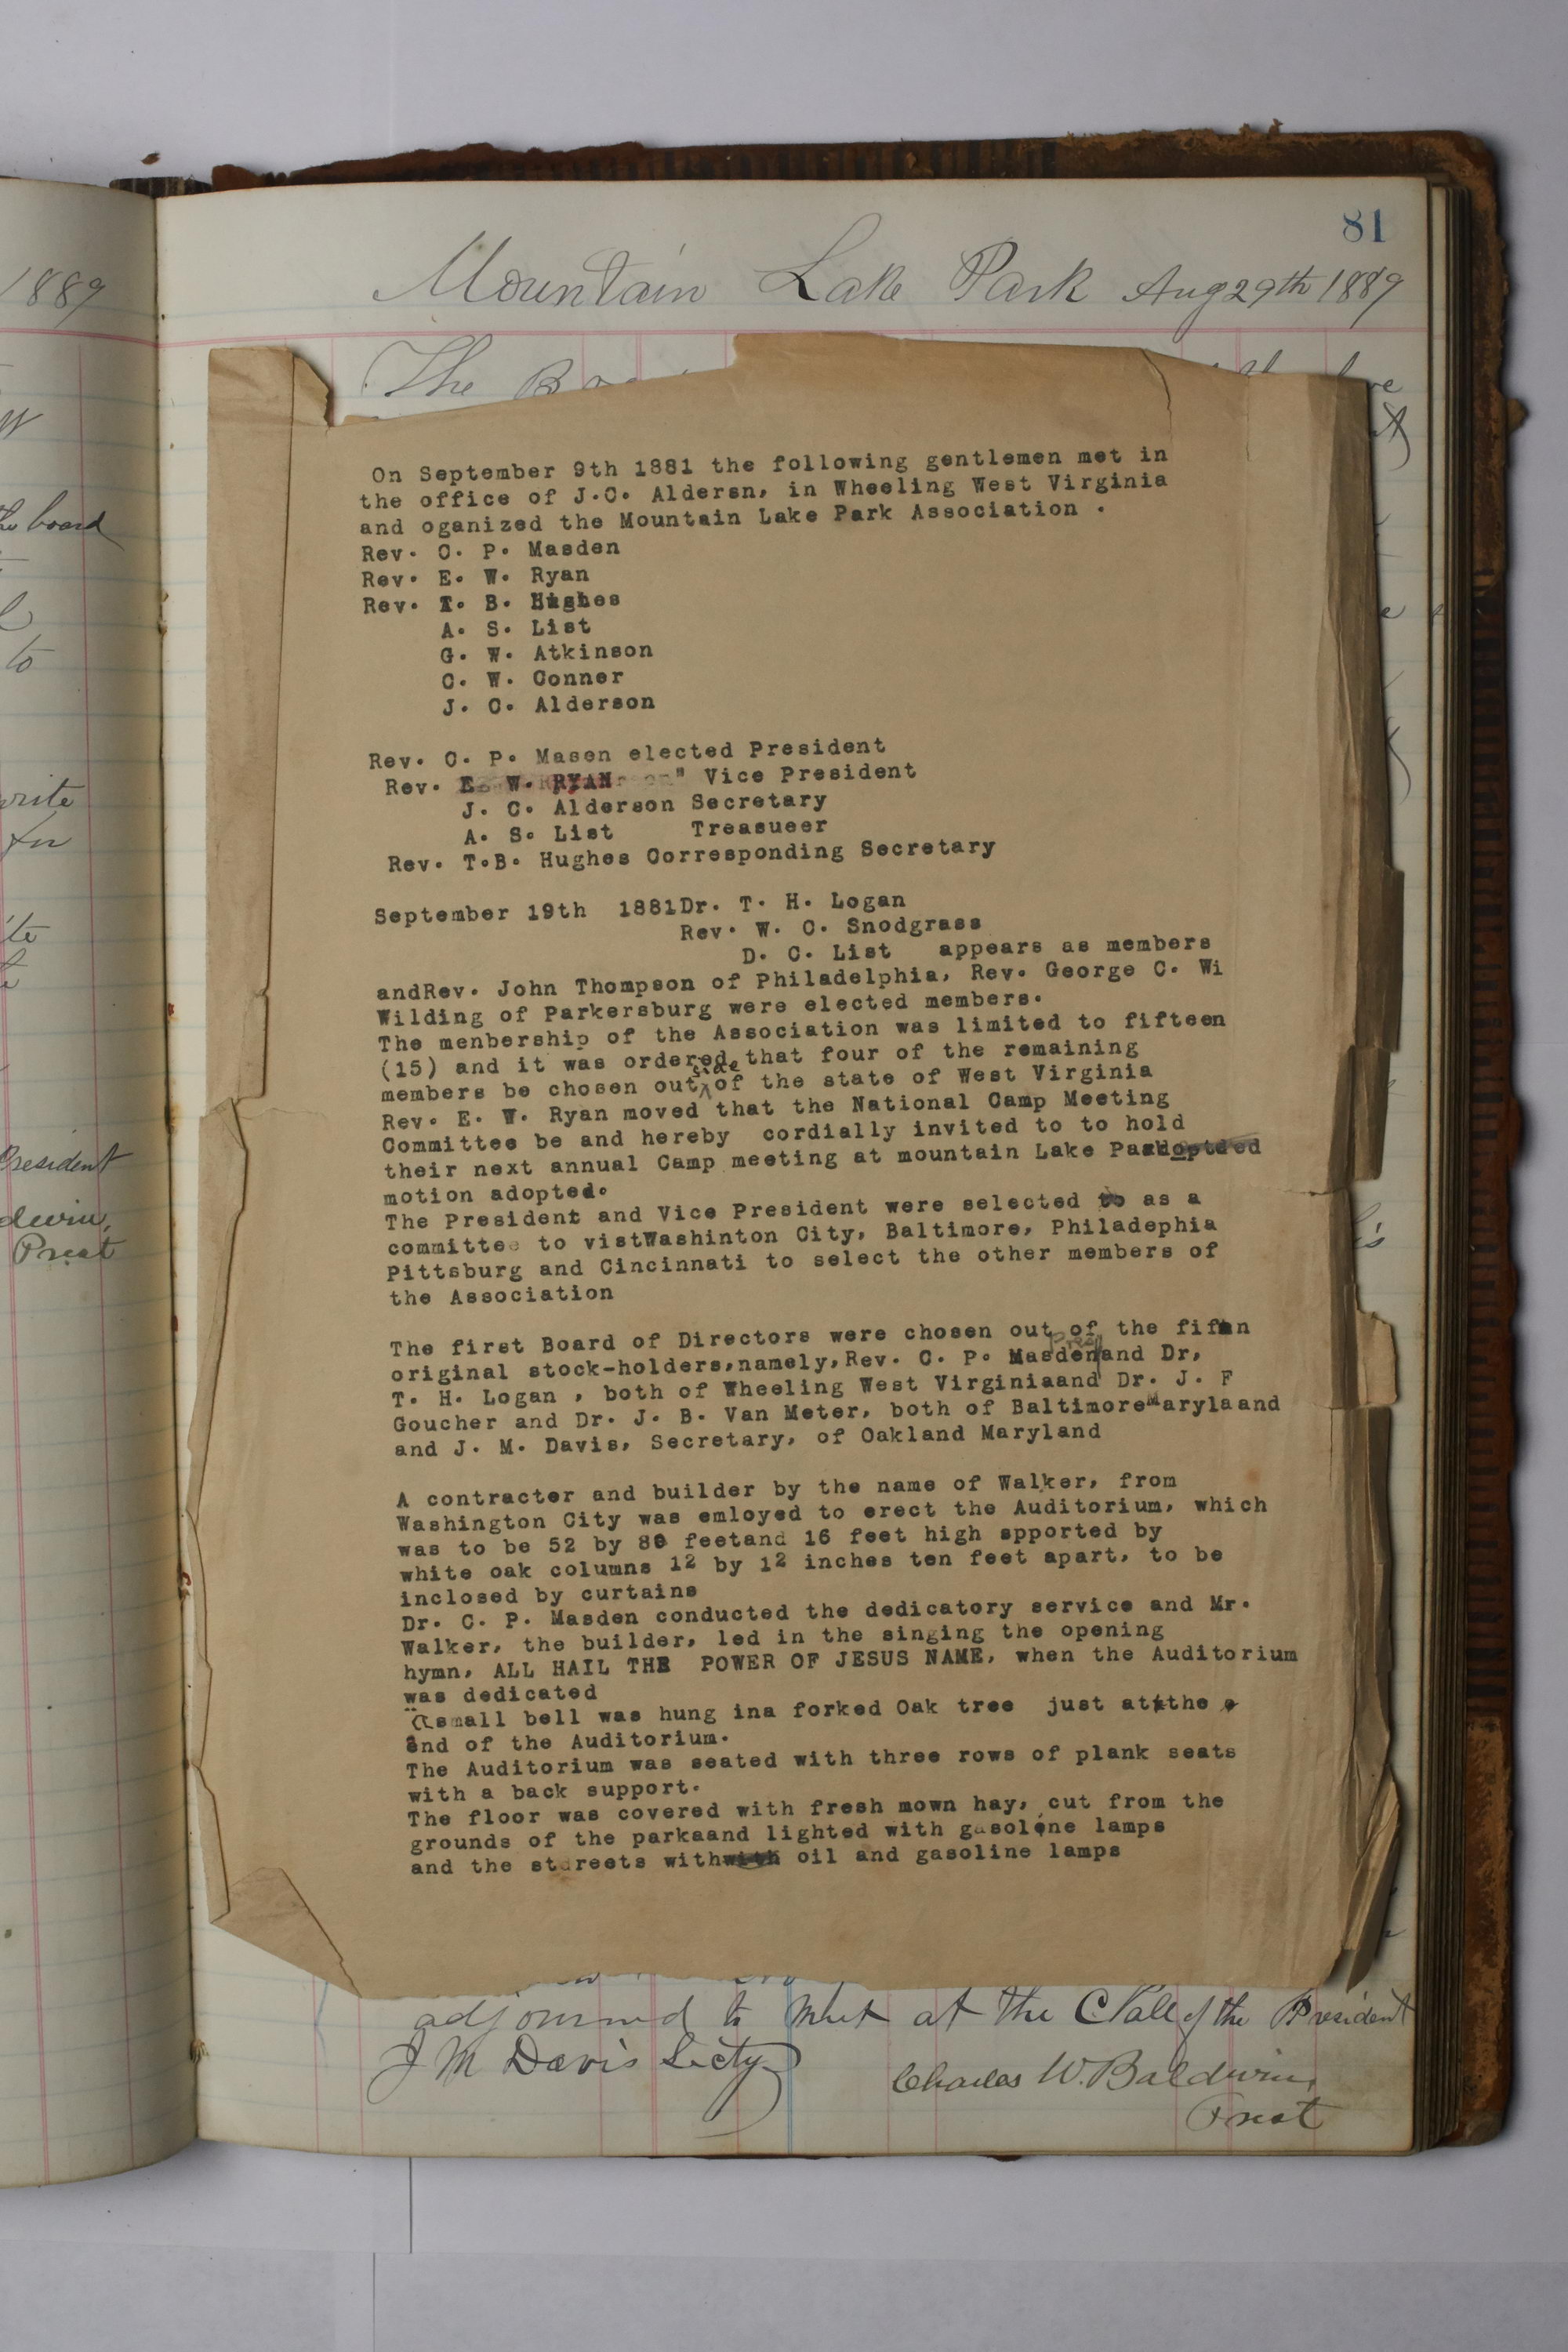 1889
W
the board
to
write
for
ite
President
dwin,
Prest
81
Mountain Lake Park Aug 29th 1889
The
On September 9th 1881 the following gentlemen met in
the office of J.C. Aldersn, in Wheeling West Virginia
and oganized the Mountain Lake Park Association .
Rev. C. P. Masden
Rev. E. W. Ryan
Rev. T. B. Hughes
A. S. List
G. W. Atkinson
C. W. Conner
J. C. Alderson
Rev. C. P. Masen elected President
Rev. E. W. RYAN " Vice President
J. C. Alderson Secretary
A. S. List Treasueer
Rev. T.B. Hughes Corresponding Secretary
September 19th 1881Dr. T. H. Logan
Rev. W. C. Snodgrass
D. C. List appears as members
andRev. John Thompson of Philadelphia, Rev. George C. Wi
Wilding of Parkersburg were elected members.
The menbership of the Association was limited to fifteen
(15) and it was ordered that four of the remaining
members be chosen out side of the state of West Virginia
Rev. E. W. Ryan moved that the National Camp Meeting
Committee be and hereby cordially invited to to hold
their next annual Camp meeting at mountain Lake
motion adopted.
The President and Vice President were selected to as a
committee to vistWashinton City, Baltimore, Philadephia
Pittsburg and Cincinnati to select the other members of
the Association
The first Board of Directors were chosen out of the
original stock-holders,namely,Rev. C. P. Masden Pres and Dr,
T. H. Logan , both of Wheeling West Virginiaand Dr. J. F
Goucher and Dr. J. B. Van Meter, both of BaltimoreMarylaand
and J. M. Davis, Secretary, of Oakland Maryland
A contracter and builder by the name of Walker, from
Washington City was emloyed to erect the Auditorium, which
was to be 52 by 80 feetand 16 feet high spported by
white oak columns 12 by 12 inches ten feet apart, to be
inclosed by curtains
Dr. C. P. Masden conducted the dedicatory service and Mr.
Walker, the builder, led in the singing the opening
hymn, ALL HAIL THE POWER OF JESUS NAME, when the Auditorium
was dedicated
a small bell was hung ina forked Oak tree just at the
end of the Auditorium.
The Auditorium was seated with three rows of plank seats
with a back support.
The floor was covered with fresh mown hay, cut from the
grounds of the parkaand lighted with gasoline lamps
and the streets with oil and gasoline lamps
adjourned to meet at the Call of the President
J M Davis Secty
Charles W. Baldwin,
Prest